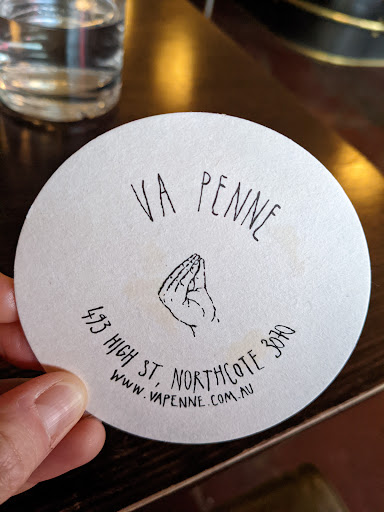 VA PENNE
493 HIGH ST, NORTHCOTE 3070
WWW.VAPENNE.COM.AU